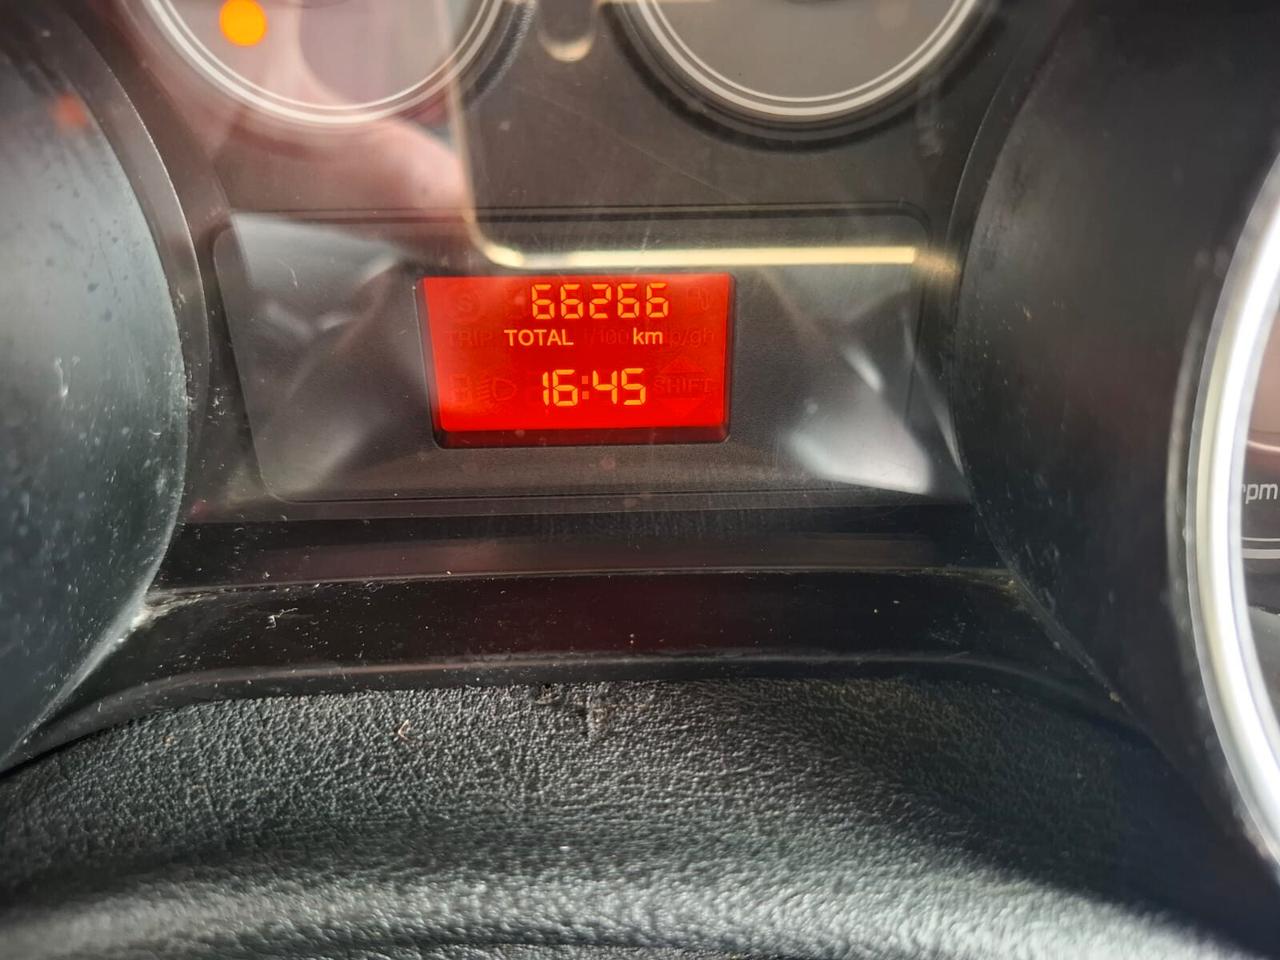 66266
TRIP TOTAL l/100 km
16:45 SHIFT
rpm